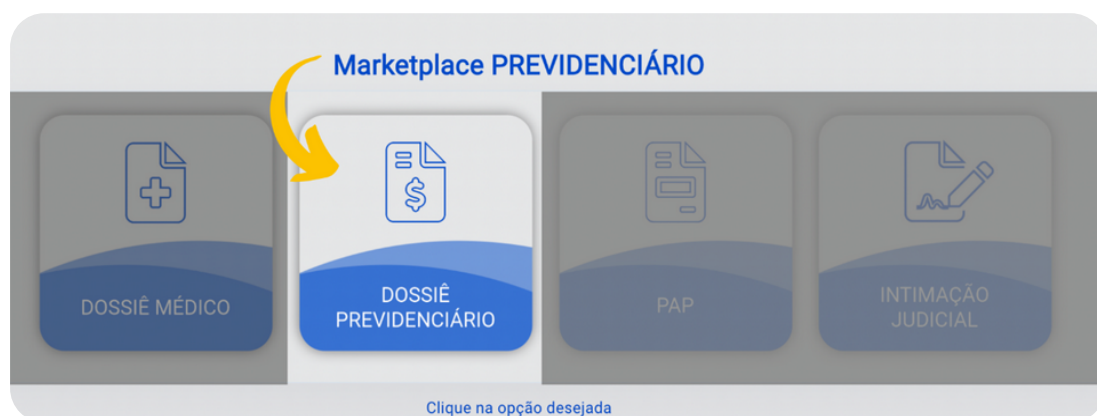 Marketplace PREVIDENCIÁRIO
DOSSIÊ MÉDICO
DOSSIÊ
PREVIDENCIÁRIO
PAP
INTIMAÇÃO
JUDICIAL
Clique na opção desejada